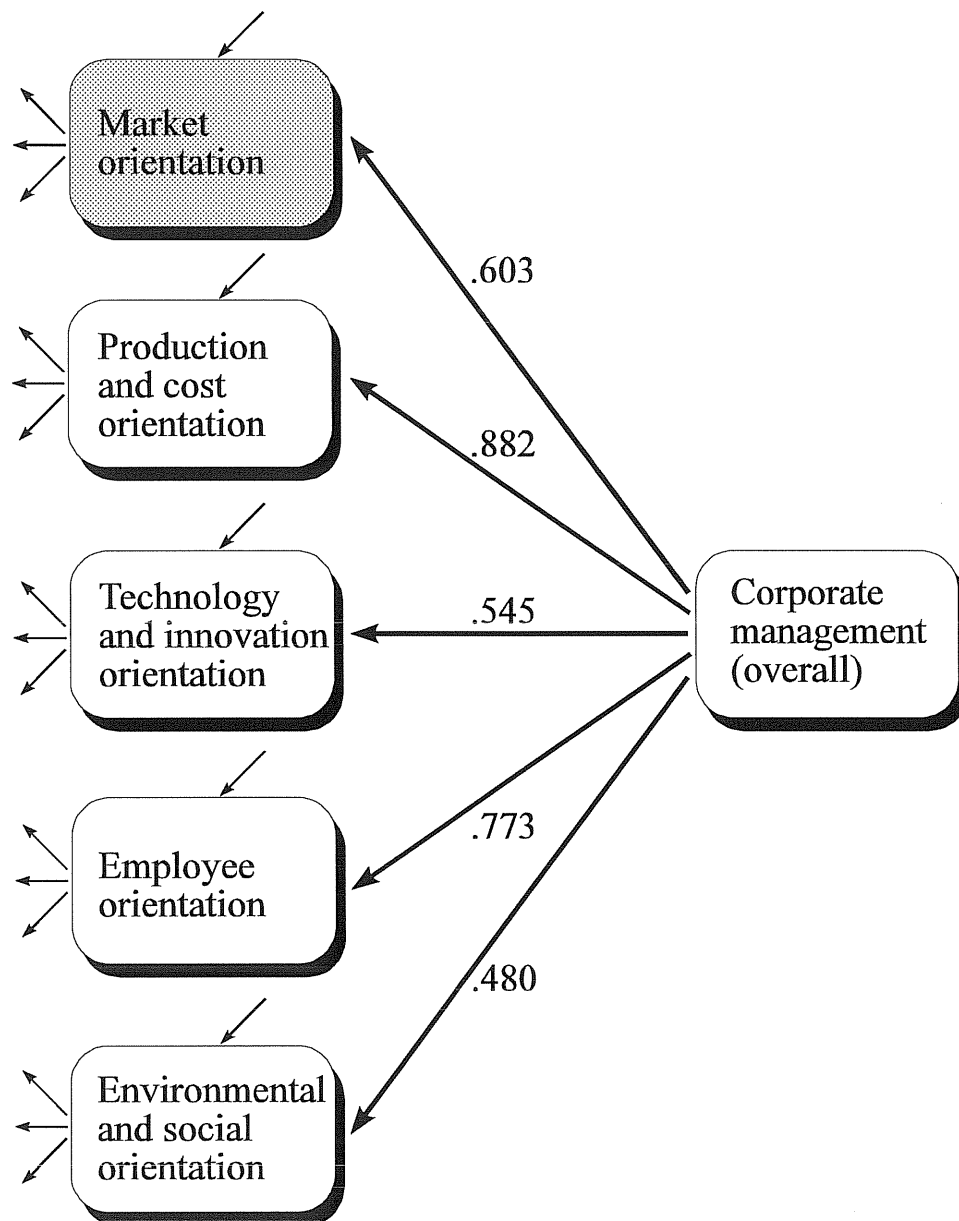 Market
orientation
.603
Production
and cost
orientation
.882
Technology
and innovation
orientation
.545
Corporate
management
(overall)
Employee
orientation
.773
.480
Environmental
and social
orientation